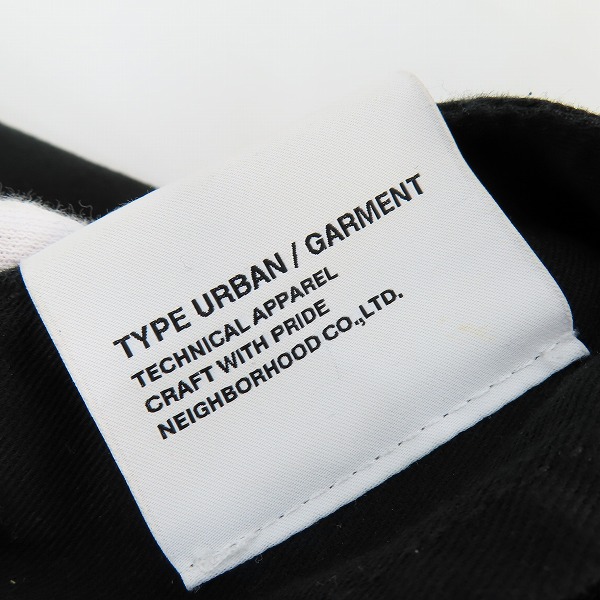 TYPE URBAN / GARMENT
TECHNICAL APPAREL
CRAFT WITH PRIDE
NEIGHBORHOOD CO.,LTD.